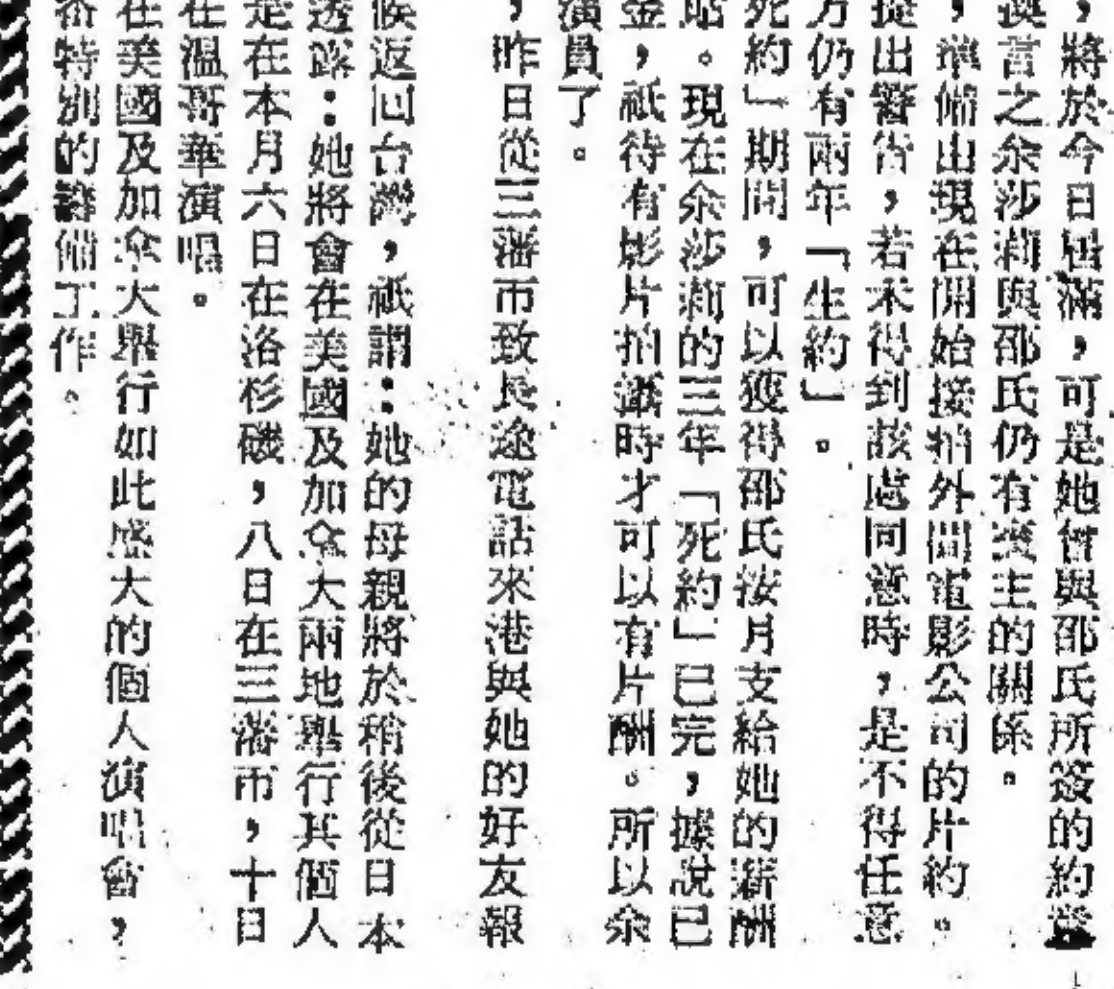 ，將於今日屆滿，可是她曾與邵氏所簽的約
換言之余莎莉與邵氏仍有賓主的關係。
，準備出現在開始接拍外間電影公司的片約。
提出警告，若未得到該處同意時，是不得任意
方仍有兩年「生約」。
死約」期間，可以獲得邵氏按月支給她的薪酬
貼。現在余莎莉的三年「死約」已完，據說已
金，祇待有影片拍攝時才可以有片酬。所以余
演員了。
，昨日從三藩市致長途電話來港與她的好友報
候返回台灣，祇謂：她的母親將於稍後從日本
透露：她將會在美國及加拿大兩地舉行其個人
是在本月六日在洛杉磯，八日在三藩市，十日
在溫哥華演唱。
在美國及加拿大舉行如此盛大的個人演唱會，
特別的籌備工作。